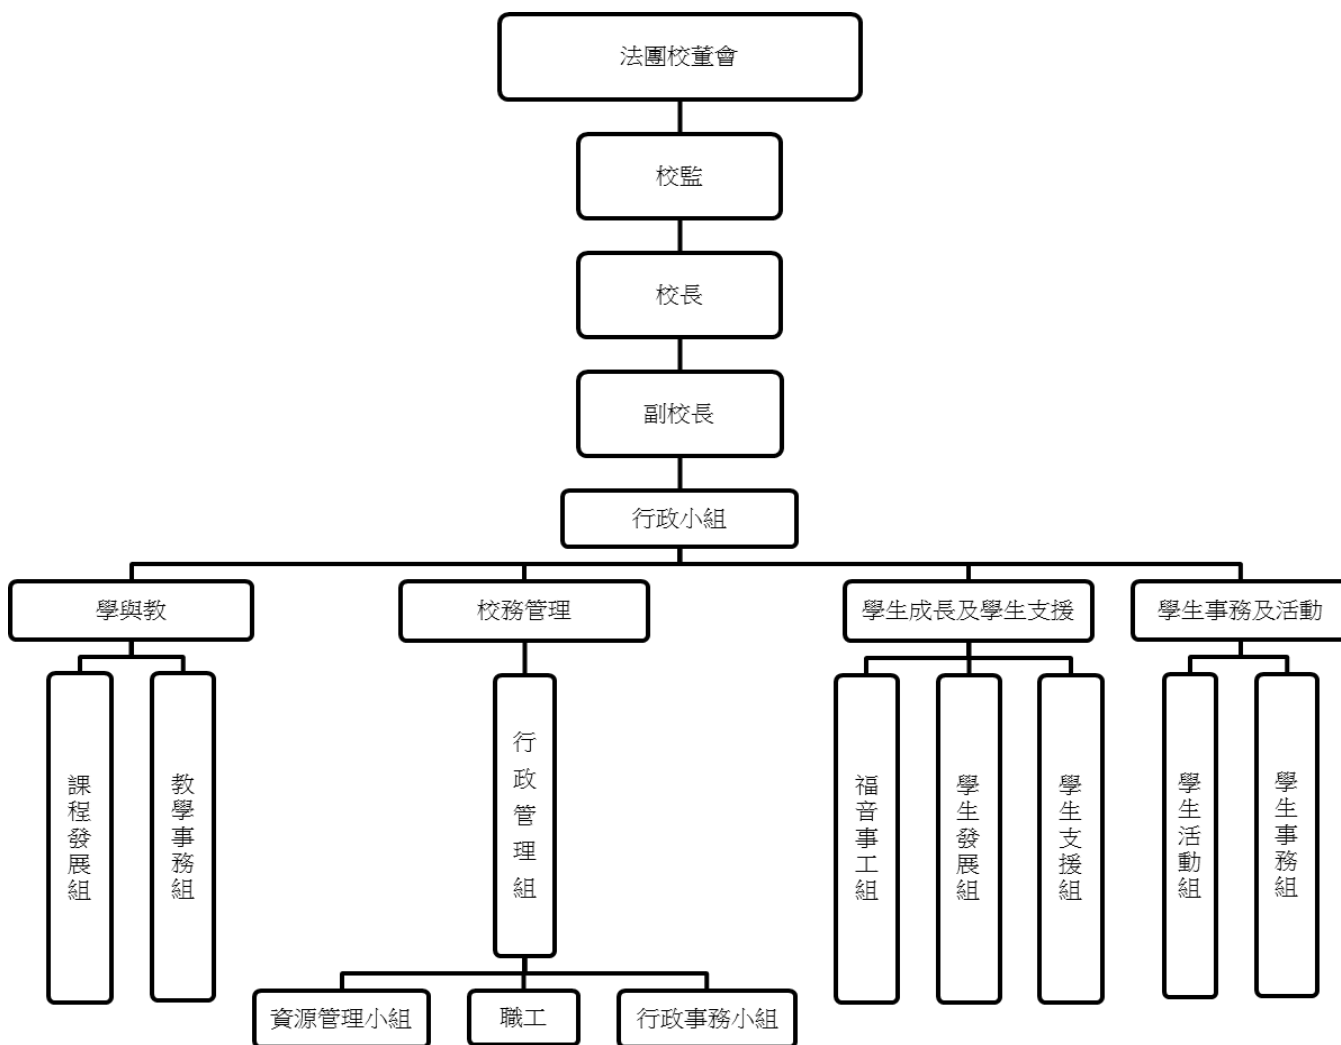 法團校董會
校監
校長
副校長
行政小組
學與教
校務管理
學生成長及學生支援
學生事務及活動
課程發展組
教學事務組
行政管理組
福音事工組
學生發展組
學生支援組
學生活動組
學生事務組
資源管理小組
職工
行政事務小組